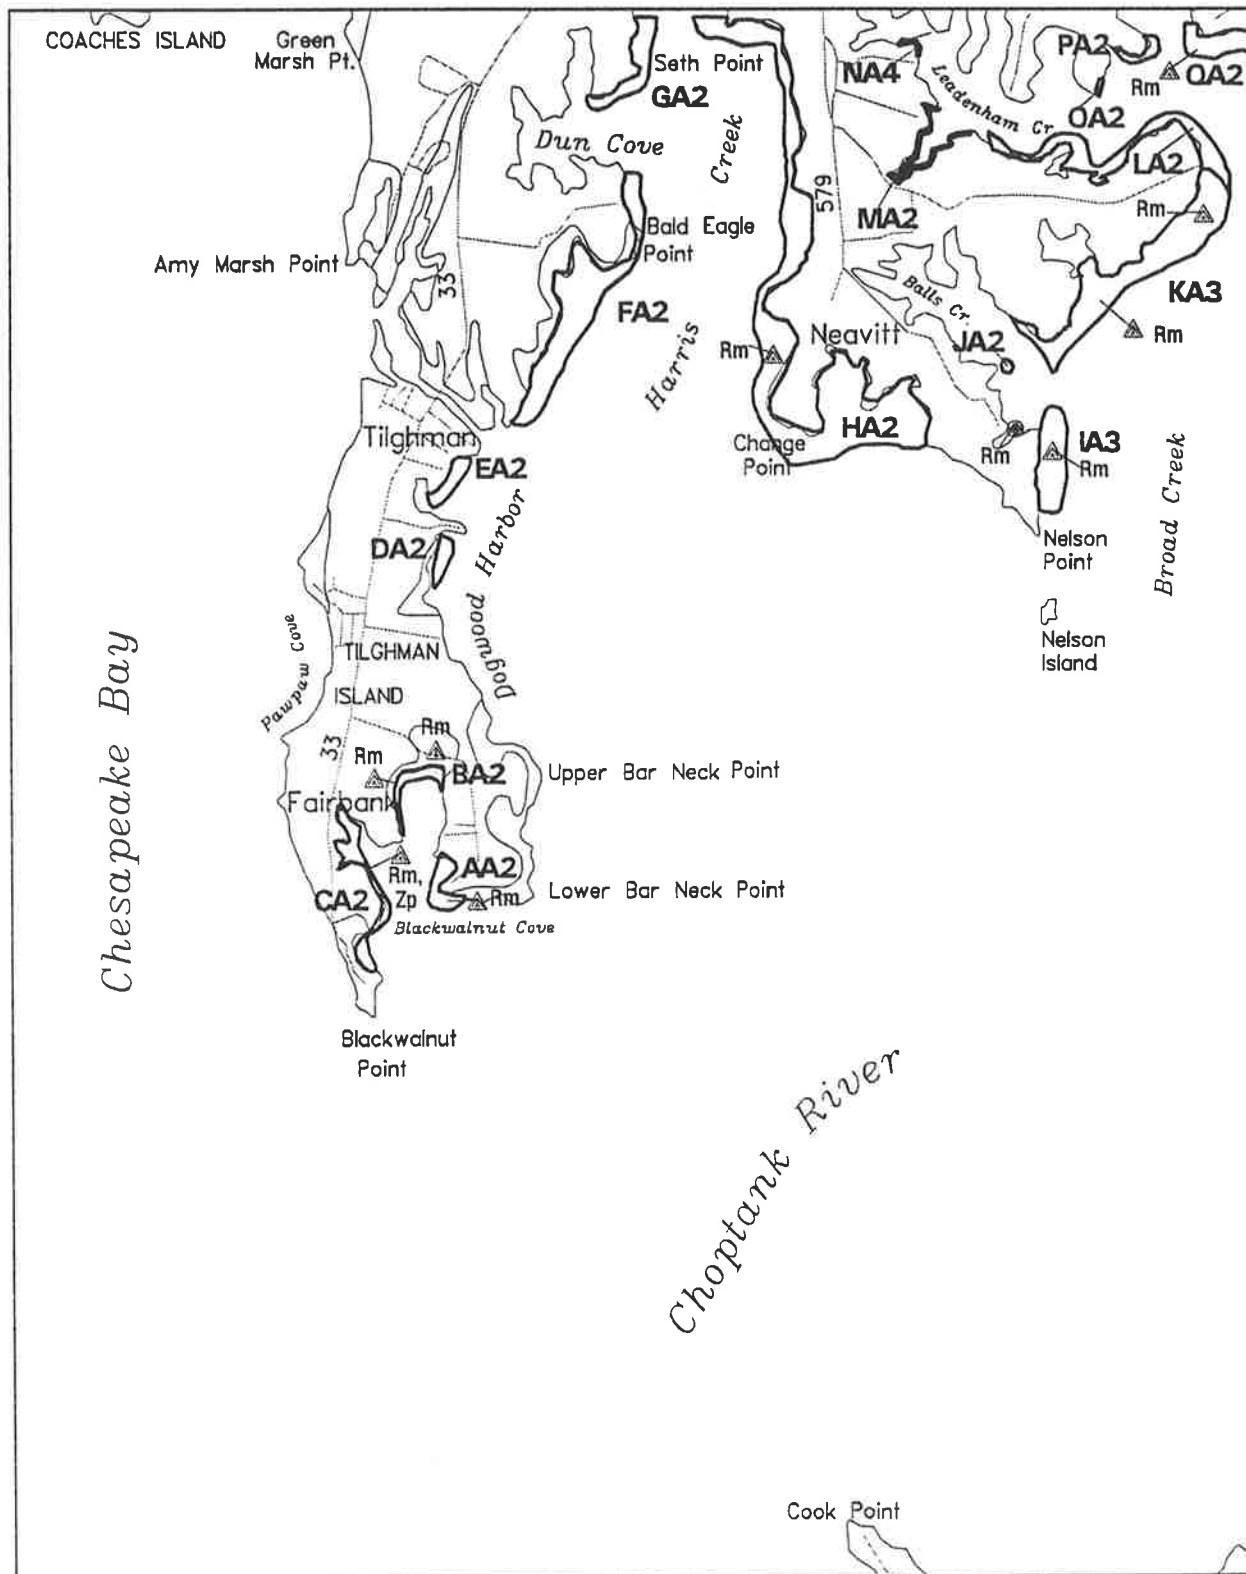 COACHES ISLAND
Green
Marsh Pt.
Seth Point
GA2
NA4
Leadenham Cr
PA2
Rm
QA2
OA2
Dun Cove
Creek
LA2
579
MA2
Rm
Bald Eagle
Point
Amy Marsh Point
33
Balls Cr
KA3
FA2
Rm
Harris
Rm
Neavitt
JA2
Tilghman
HA2
Change
Point
Rm
IA3
Rm
EA2
Broad Creek
DA2
Dogwood Harbor
Nelson
Point
Nelson
Island
Pawpaw Cove
TILGHMAN
ISLAND
Chesapeake Bay
33
Rm
Rm
BA2
Upper Bar Neck Point
Fairbank
AA2
Rm,
Zp
Rm
CA2
Lower Bar Neck Point
Blackwalnut Cove
Blackwalnut
Point
Choptank River
Cook Point